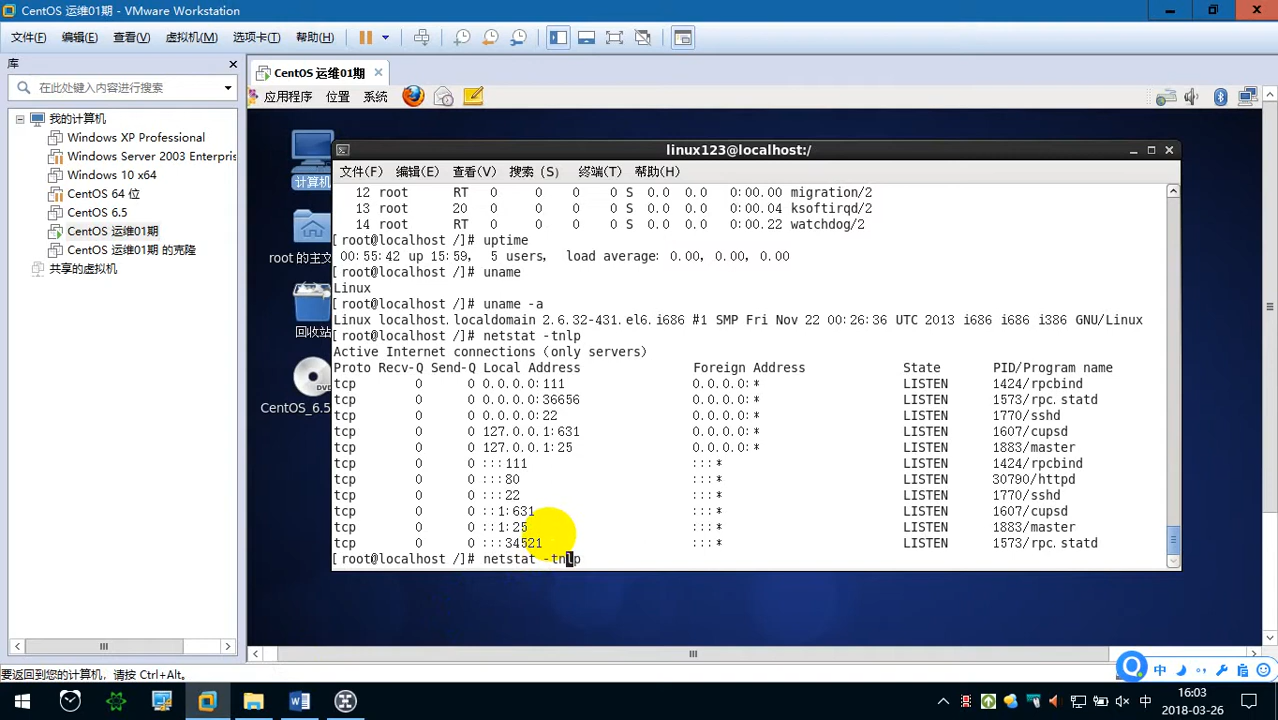 CentOS 运维01期 - VMware Workstation
文件(F) 编辑(E) 查看(V) 虚拟机(M) 选项卡(T) 帮助(H)
库
在此处键入内容进行搜索
我的计算机
Windows XP Professional
Windows Server 2003 Enterpris
Windows 10 x64
CentOS 64 位
CentOS 6.5
CentOS 运维01期
CentOS 运维01期 的克隆
共享的虚拟机
CentOS 运维01期
应用程序 位置 系统
计算机
root 的主文
回收站
CentOS_6.5
linux123@localhost:/
文件(F) 编辑(E) 查看(V) 搜索 (S) 终端(T) 帮助(H)
12 root RT 0 0 0 S 0.0 0.0 0:00.00 migration/2
13 root 20 0 0 0 S 0.0 0.0 0:00.04 ksoftirqd/2
14 root RT 0 0 0 S 0.0 0.0 0:00.22 watchdog/2
[root@localhost /]# uptime
00:55:42 up 15:59, 5 users, load average: 0.00, 0.00, 0.00
[root@localhost /]# uname
Linux
[root@localhost /]# uname -a
Linux localhost.localdomain 2.6.32-431.el6.i686 #1 SMP Fri Nov 22 00:26:36 UTC 2013 i686 i686 i386 GNU/Linux
[root@localhost /]# netstat -tnlp
Active Internet connections (only servers)
Proto Recv-Q Send-Q Local Address Foreign Address State PID/Program name
tcp 0 0 0.0.0.0:111 0.0.0.0:* LISTEN 1424/rpcbind
tcp 0 0 0.0.0.0:36656 0.0.0.0:* LISTEN 1573/rpc.statd
tcp 0 0 0.0.0.0:22 0.0.0.0:* LISTEN 1770/sshd
tcp 0 0 127.0.0.1:631 0.0.0.0:* LISTEN 1607/cupsd
tcp 0 0 127.0.0.1:25 0.0.0.0:* LISTEN 1883/master
tcp 0 0 :::111 :::* LISTEN 1424/rpcbind
tcp 0 0 :::80 :::* LISTEN 30790/httpd
tcp 0 0 :::22 :::* LISTEN 1770/sshd
tcp 0 0 ::1:631 :::* LISTEN 1607/cupsd
tcp 0 0 ::1:25 :::* LISTEN 1883/master
tcp 0 0 :::34521 :::* LISTEN 1573/rpc.statd
[root@localhost /]# netstat -tnlp
要返回到您的计算机，请按 Ctrl+Alt。
中
中
16:03
2018-03-26